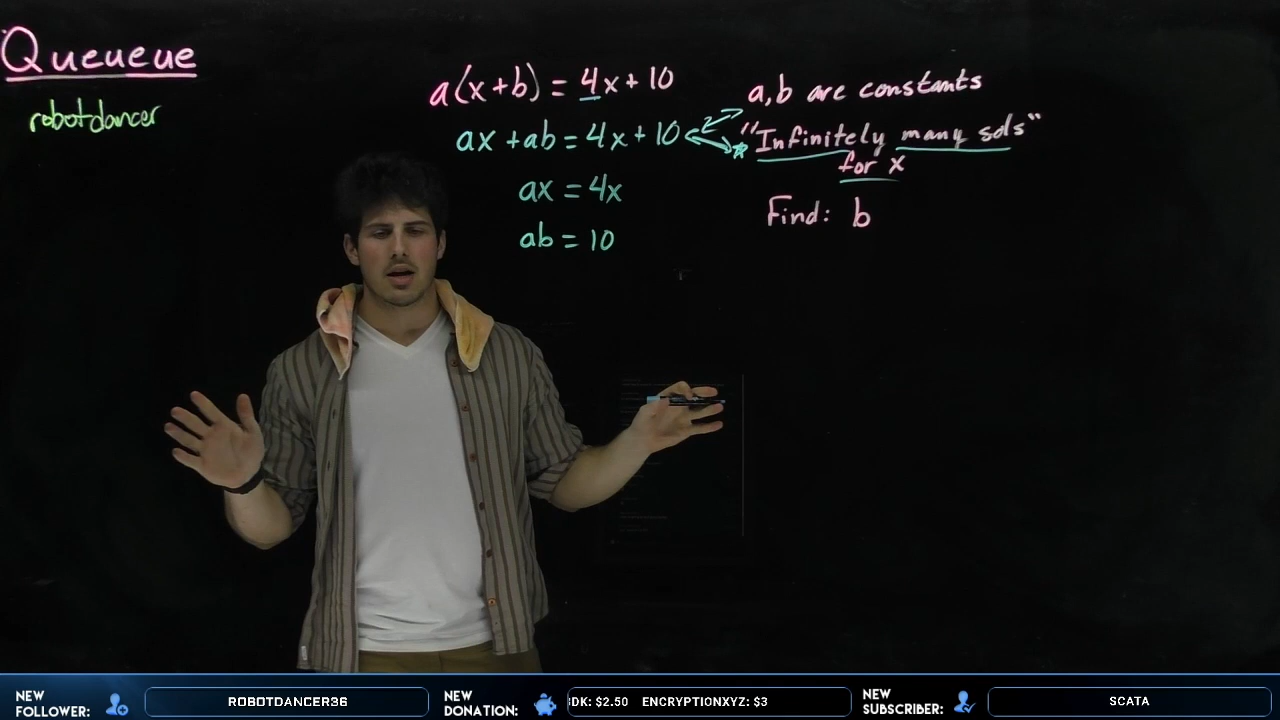 Queueue
robotdancer
a(x+b) = 4x+10
ax +ab = 4x+10
ax = 4x
ab = 10
a,b are constants
"Infinitely many sols"
for x
Find: b
NEW FOLLOWER: ROBOTDANCER36
NEW DONATION: DK: $2.50 ENCRYPTIONXYZ: $3
NEW SUBSCRIBER: SCATA